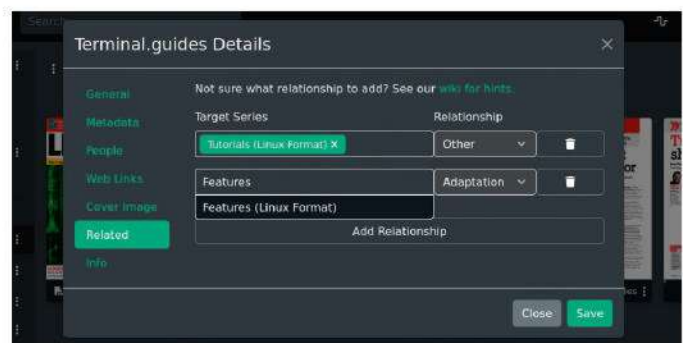 Search
Terminal.guides Details
General
Metadata
People
Web Links
Cover Image
Related
Info
Not sure what relationship to add? See our wiki for hints.
Target Series Relationship
Tutorials (Linux Format) × Other
Features Adaptation
Features (Linux Format)
Add Relationship
Close Save